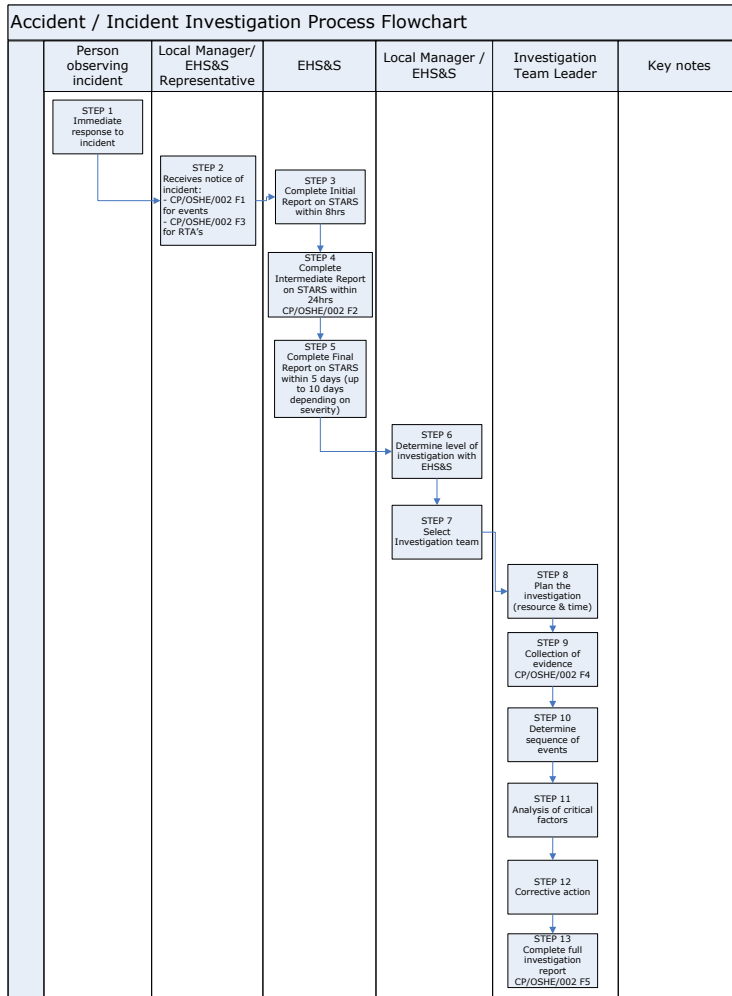 Accident / Incident Investigation Process Flowchart
Person
observing
incident
Local Manager/
EHS&S
Representative
EHS&S
Local Manager /
EHS&S
Investigation
Team Leader
Key notes
STEP 1
Immediate
response to
incident
STEP 2
Receives notice of
incident:
- CP/OSHE/002 F1
for events
- CP/OSHE/002 F3
for RTA's
STEP 3
Complete Initial
Report on STARS
within 8hrs
STEP 4
Complete
Intermediate Report
on STARS within
24hrs
CP/OSHE/002 F2
STEP 5
Complete Final
Report on STARS
within 5 days (up
to 10 days
depending on
severity)
STEP 6
Determine level of
investigation with
EHS&S
STEP 7
Select
Investigation team
STEP 8
Plan the
investigation
(resource & time)
STEP 9
Collection of
evidence
CP/OSHE/002 F4
STEP 10
Determine
sequence of
events
STEP 11
Analysis of critical
factors
STEP 12
Corrective action
STEP 13
Complete full
investigation
report
CP/OSHE/002 F5